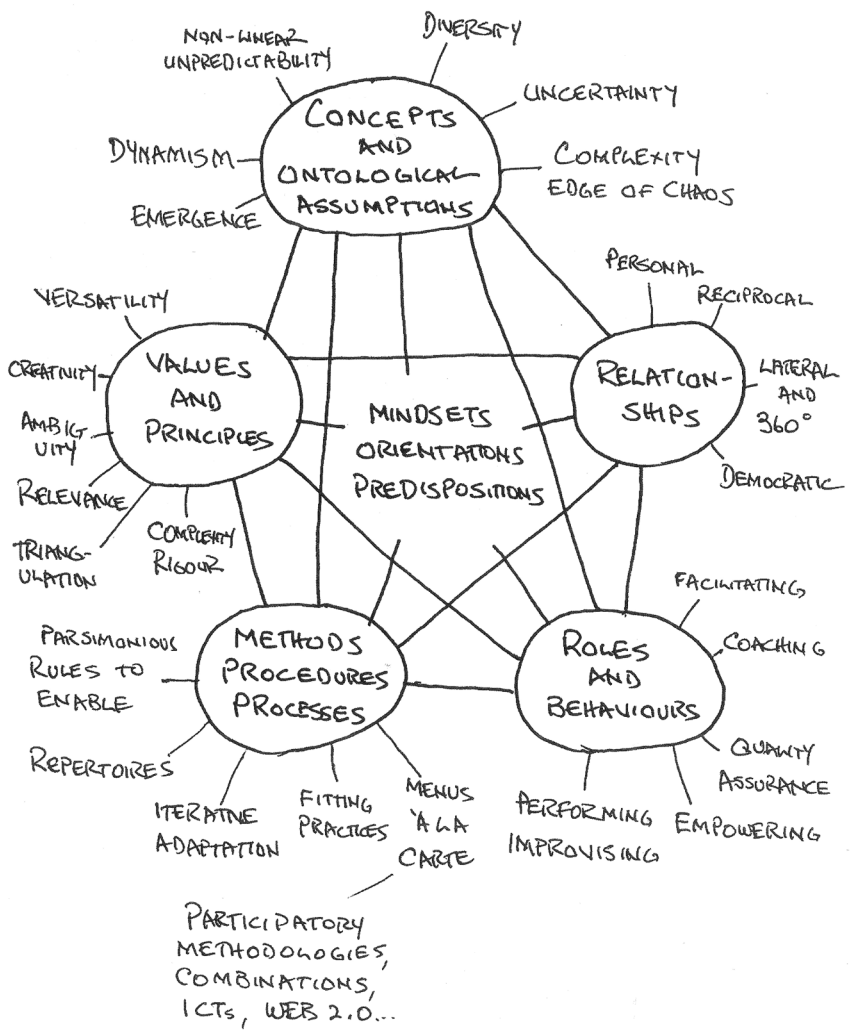 NON-LINEAR
UNPREDICTABILITY
DIVERSITY
UNCERTAINTY
DYNAMISM
CONCEPTS
AND
ONTOLOGICAL
ASSUMPTIONS
COMPLEXITY
EDGE OF CHAOS
EMERGENCE
VERSATILITY
CREATIVITY
AMBIG
UITY
RELEVANCE
TRIANG-
ULATION
COMPLEXITY
RIGOUR
VALUES
AND
PRINCIPLES
MINDSETS
ORIENTATIONS
PREDISPOSITIONS
PERSONAL
RECIPROCAL
RELATION-
SHIPS
LATERAL
AND
360°
DEMOCRATIC
PARSIMONIOUS
RULES TO
ENABLE
METHODS
PROCEDURES
PROCESSES
REPERTOIRES
ITERATIVE
ADAPTATION
FITTING
PRACTICES
MENUS
'A LA
CARTE
PARTICIPATORY
METHODOLOGIES,
COMBINATIONS,
ICTs, WEB 2.0...
FACILITATING
COACHING
ROLES
AND
BEHAVIOURS
QUALITY
ASSURANCE
EMPOWERING
PERFORMING
IMPROVISING